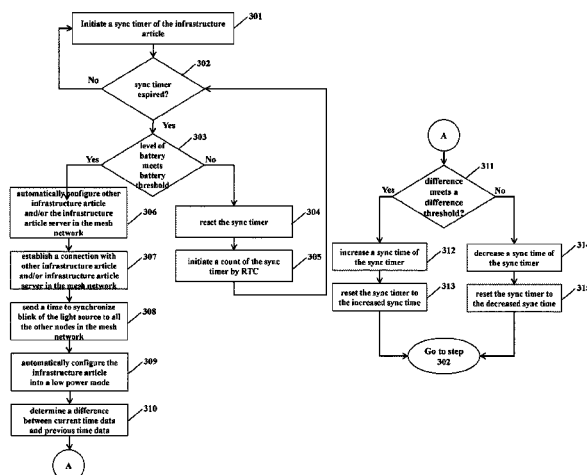 Initiate a sync timer of the infrastructure
article
301
302
No
sync timer
expired?
Yes
303
level of
battery
meets
battery
threshold
Yes
No
automatically configure other
infrastructure article
and/or the infrastructure
article server in the mesh
network
306
reset the sync timer
304
initiate a count of the sync
timer by RTC
305
establish a connection with
other infrastructure article
and/or infrastructure article
server in the mesh network
307
send a time to synchronize
blink of the light source to all
the other nodes in the mesh
network
308
automatically configure the
infrastructure article
into a low power mode
309
determine a difference
between current time data
and previous time data
310
A
A
311
difference
meets a
difference
threshold?
Yes
No
increase a sync time of
the sync timer
312
decrease a sync time of
the sync timer
314
reset the sync timer to
the increased sync time
313
reset the sync timer to
the decreased sync time
315
Go to step
302